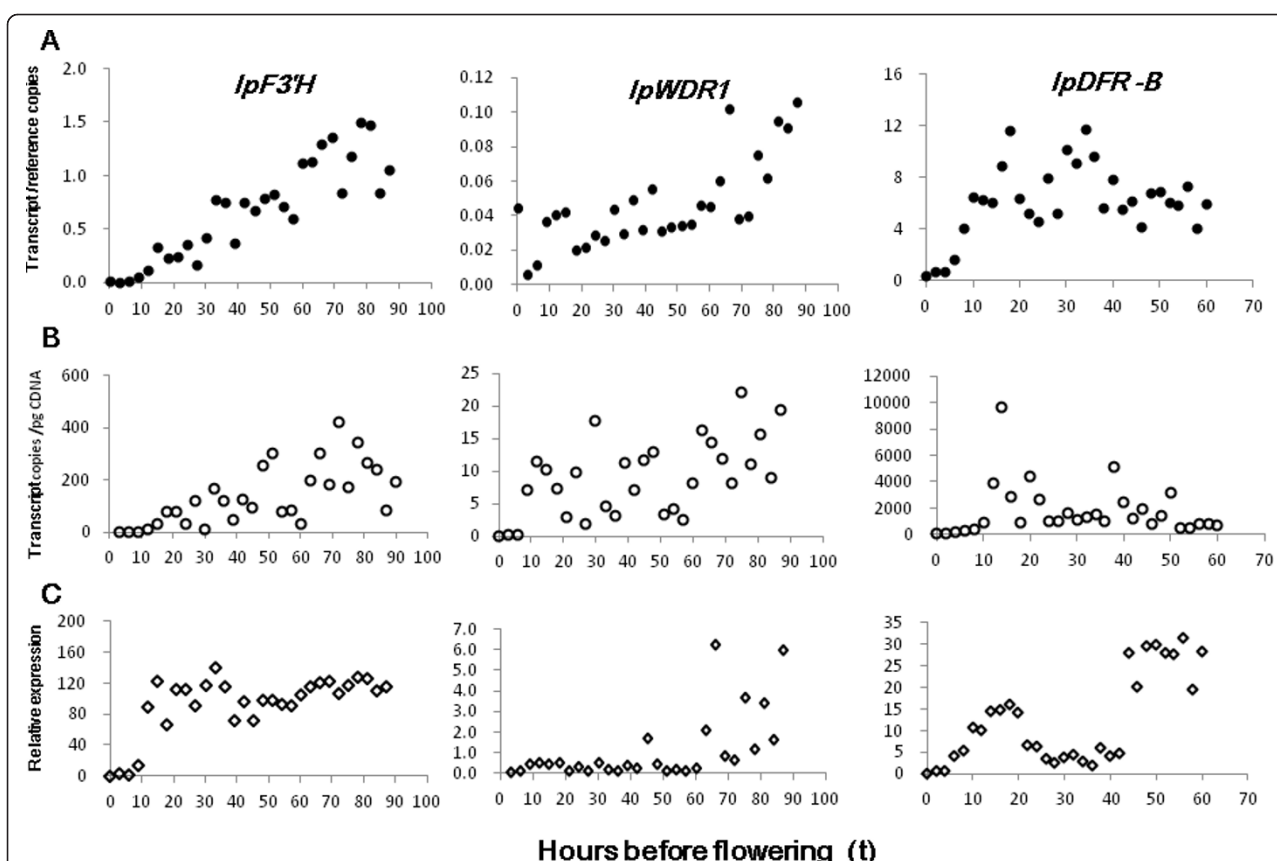 A
IpF3'H
IpWDR1
IpDFR-B
Transcript/reference copies
2.0
1.5
1.0
0.5
0.0
0 10 20 30 40 50 60 70 80 90 100
0.12
0.10
0.08
0.06
0.04
0.02
0.00
0 10 20 30 40 50 60 70 80 90 100
16
12
8
4
0
0 10 20 30 40 50 60 70
B
Transcript copies /pg CDNA
600
400
200
0
0 10 20 30 40 50 60 70 80 90 100
25
20
15
10
5
0
0 10 20 30 40 50 60 70 80 90 100
12000
10000
8000
6000
4000
2000
0
0 10 20 30 40 50 60 70
C
Relative expression
200
160
120
80
40
0
0 10 20 30 40 50 60 70 80 90 100
7.0
6.0
5.0
4.0
3.0
2.0
1.0
0.0
0 10 20 30 40 50 60 70 80 90 100
35
30
25
20
15
10
5
0
0 10 20 30 40 50 60 70
Hours before flowering (t)